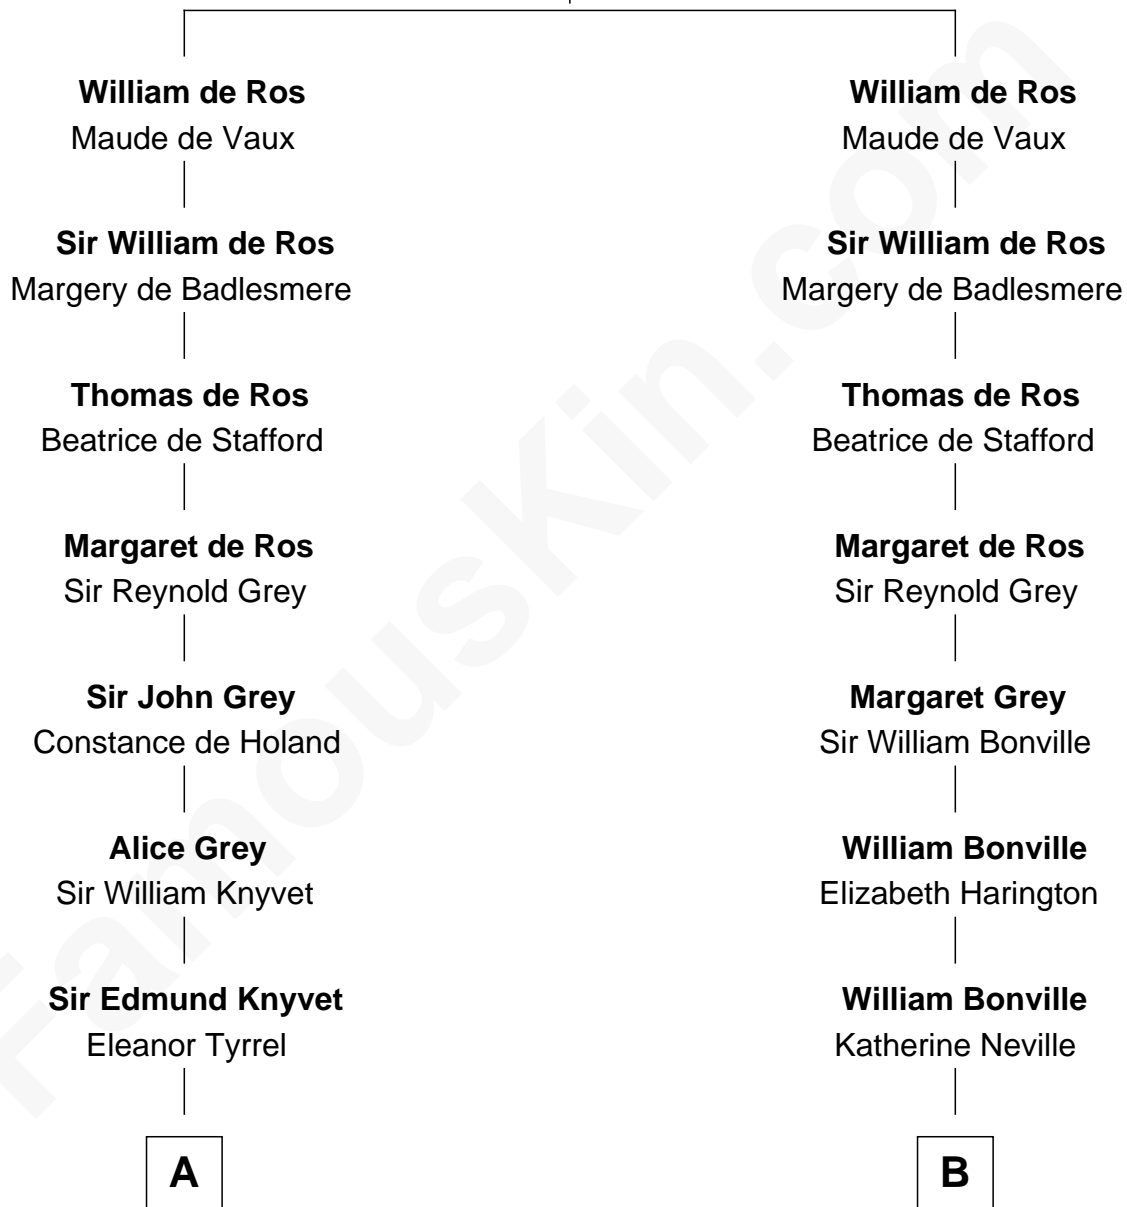 William de Ros
Maude de Vaux
Sir William de Ros
Margery de Badlesmere
Thomas de Ros
Beatrice de Stafford
Margaret de Ros
Sir Reynold Grey
Sir John Grey
Constance de Holand
Alice Grey
Sir William Knyvet
Sir Edmund Knyvet
Eleanor Tyrrel
A
William de Ros
Maude de Vaux
Sir William de Ros
Margery de Badlesmere
Thomas de Ros
Beatrice de Stafford
Margaret de Ros
Sir Reynold Grey
Margaret Grey
Sir William Bonville
William Bonville
Elizabeth Harington
William Bonville
Katherine Neville
B
FamousKin.com